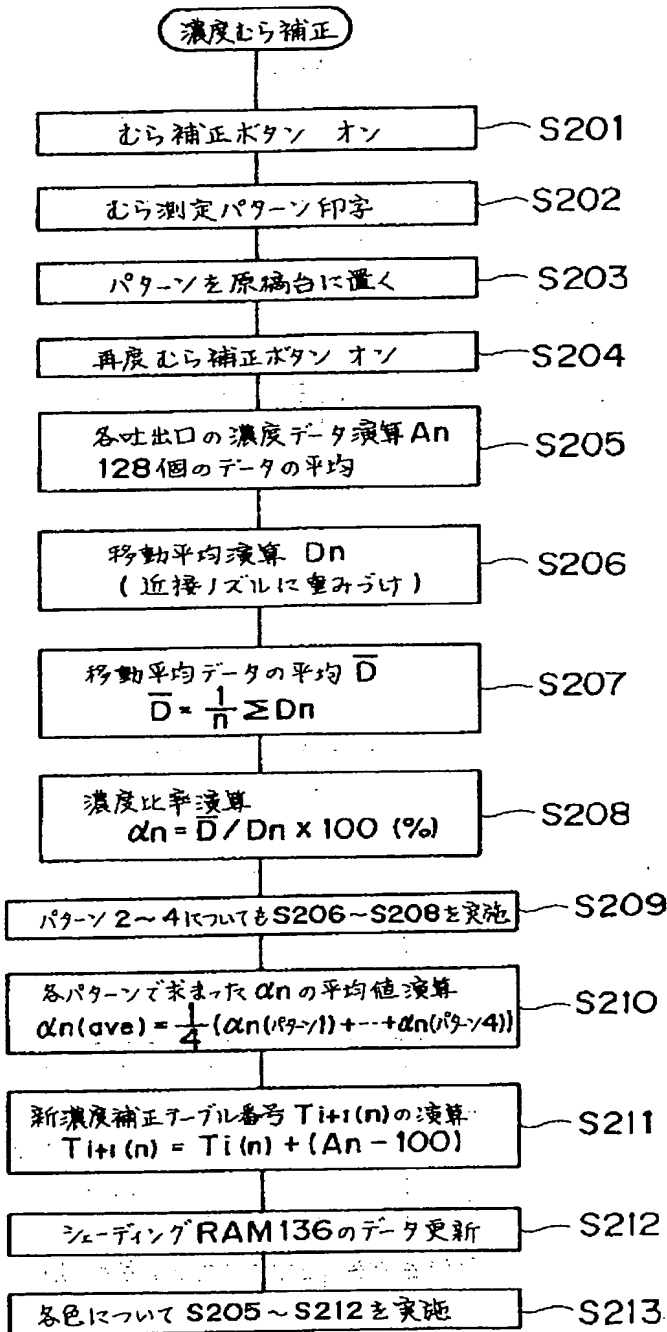 濃度むら補正
むら補正ボタン オン
S201
むら測定パターン印字
S202
パターンを原稿台に置く
S203
再度むら補正ボタン オン
S204
各吐出口の濃度データ演算An
128個のデータの平均
S205
移動平均演算 Dn
(近接ノズルに重みづけ)
S206
移動平均データの平均 D̅
D̅ = 1/n ΣDn
S207
濃度比率演算
αn = D̅ / Dn × 100 (%)
S208
パターン2~4についてもS206~S208を実施
S209
各パターンで求まったαnの平均値演算
αn(ave) = 1/4 (αn(パターン1) + ‐‐‐ + αn(パターン4))
S210
新濃度補正テーブル番号 Ti+1(n)の演算
Ti+1(n) = Ti(n) + (An − 100)
S211
シェーディングRAM136のデータ更新
S212
各色について S205~S212を実施
S213